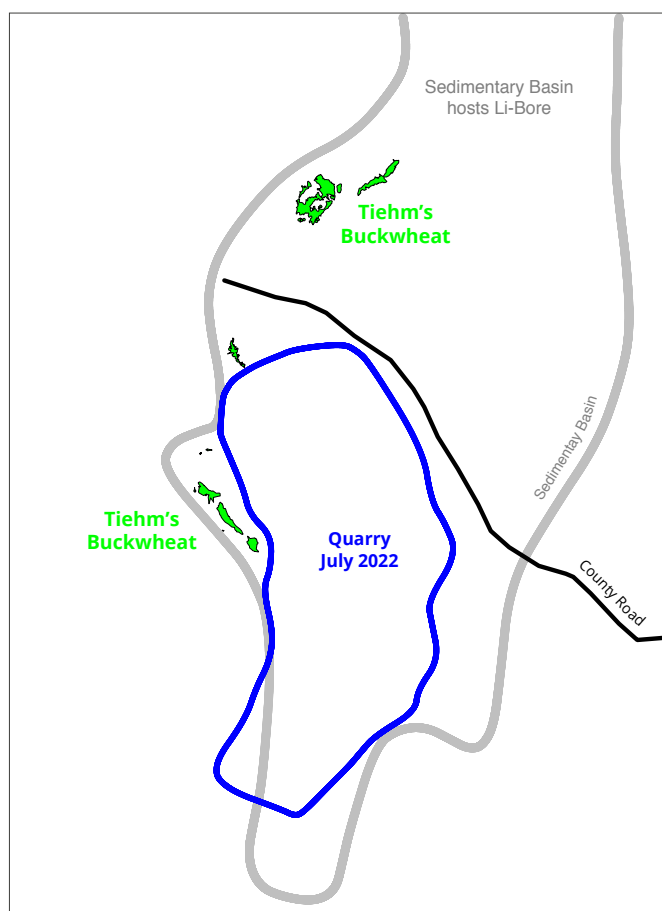 Sedimentary Basin
hosts Li-Bore
Tiehm's
Buckwheat
Sedimentay Basin
Tiehm's
Buckwheat
Quarry
July 2022
County Road